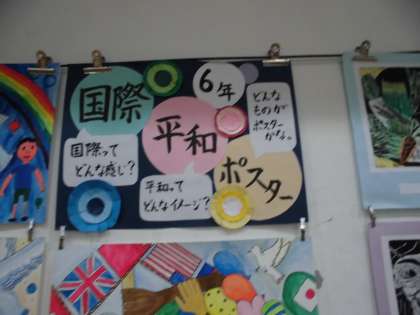 国際
6年
平和
ポスター
国際って
どんな感じ?
平和って
どんなイメージ?
どんな
ものが
ポスター
かな。